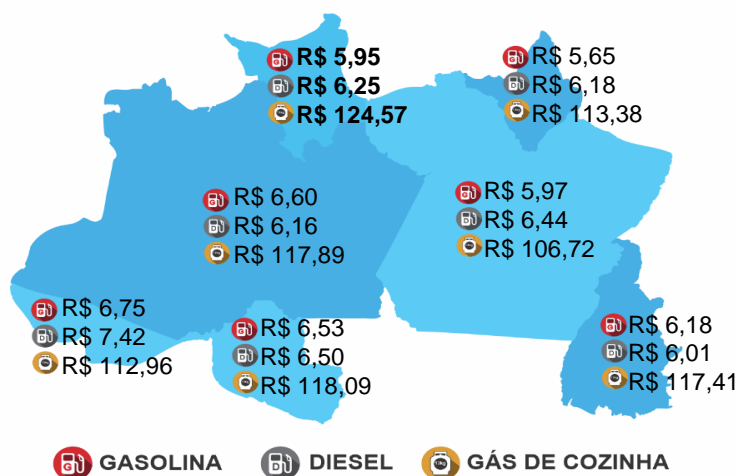 R$ 5,95
R$ 6,25
R$ 124,57
R$ 5,65
R$ 6,18
R$ 113,38
R$ 6,60
R$ 6,16
R$ 117,89
R$ 5,97
R$ 6,44
R$ 106,72
R$ 6,75
R$ 7,42
R$ 112,96
R$ 6,53
R$ 6,50
R$ 118,09
R$ 6,18
R$ 6,01
R$ 117,41
GASOLINA DIESEL GÁS DE COZINHA